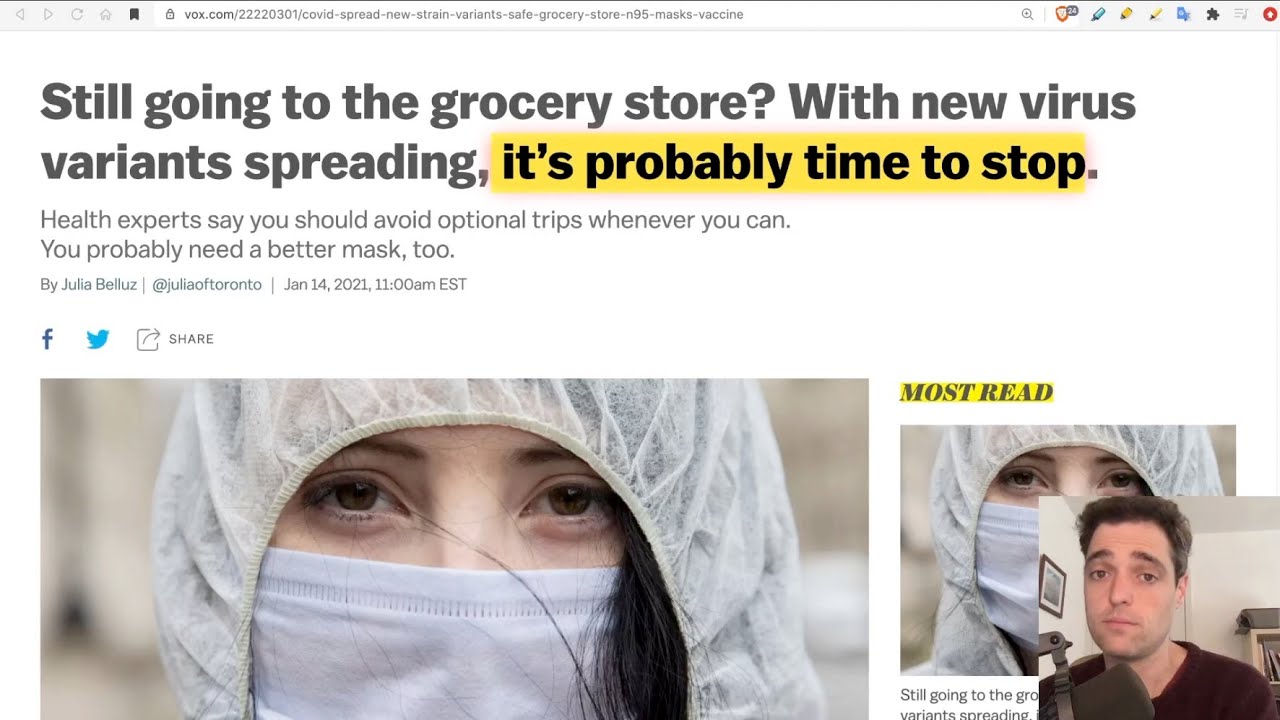 vox.com/22220301/covid-spread-new-strain-variants-safe-grocery-store-n95-masks-vaccine
24
Still going to the grocery store? With new virus
variants spreading, it’s probably time to stop.
Health experts say you should avoid optional trips whenever you can.
You probably need a better mask, too.
By Julia Belluz | @juliaoftoronto | Jan 14, 2021, 11:00am EST
SHARE
MOST READ
Still going to the gro
variants spreading, i